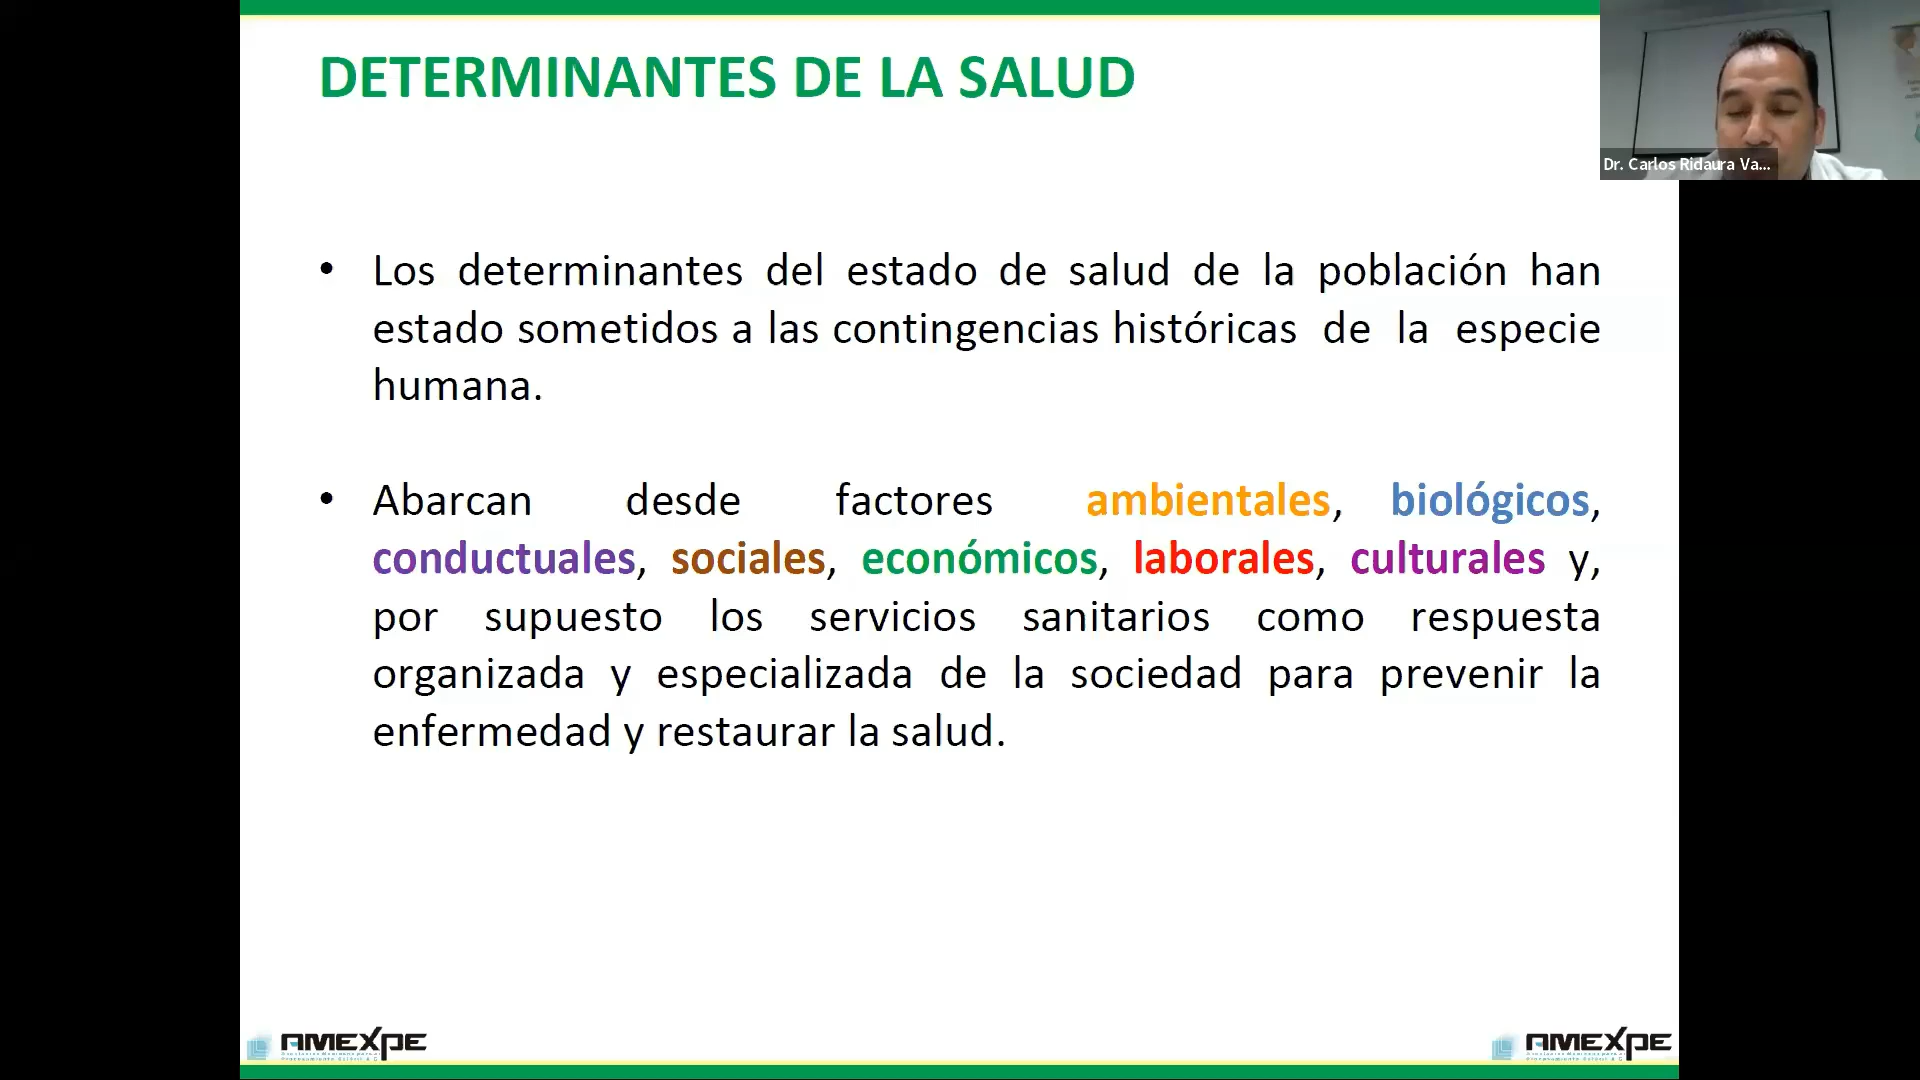 DETERMINANTES DE LA SALUD
Dr. Carlos Ridaura Va...
• Los determinantes del estado de salud de la población han
estado sometidos a las contingencias históricas de la especie
humana.
• Abarcan desde factores ambientales, biológicos,
conductuales, sociales, económicos, laborales, culturales y,
por supuesto los servicios sanitarios como respuesta
organizada y especializada de la sociedad para prevenir la
enfermedad y restaurar la salud.
AMEXPE
AMEXPE